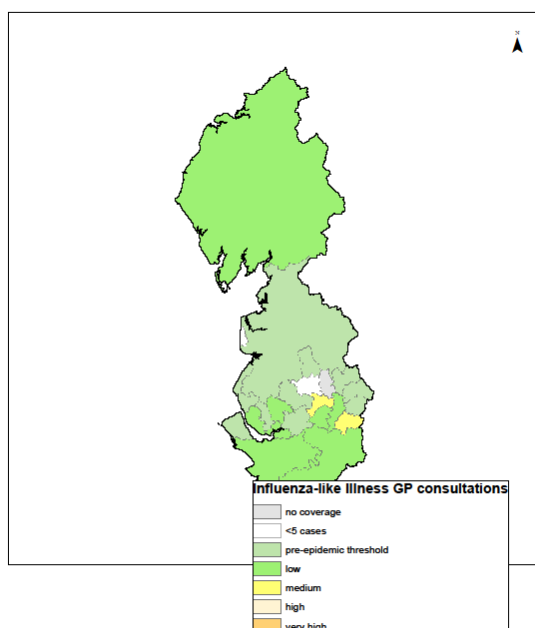 N
Influenza-like Illness GP consultations
no coverage
<5 cases
pre-epidemic threshold
low
medium
high
very high